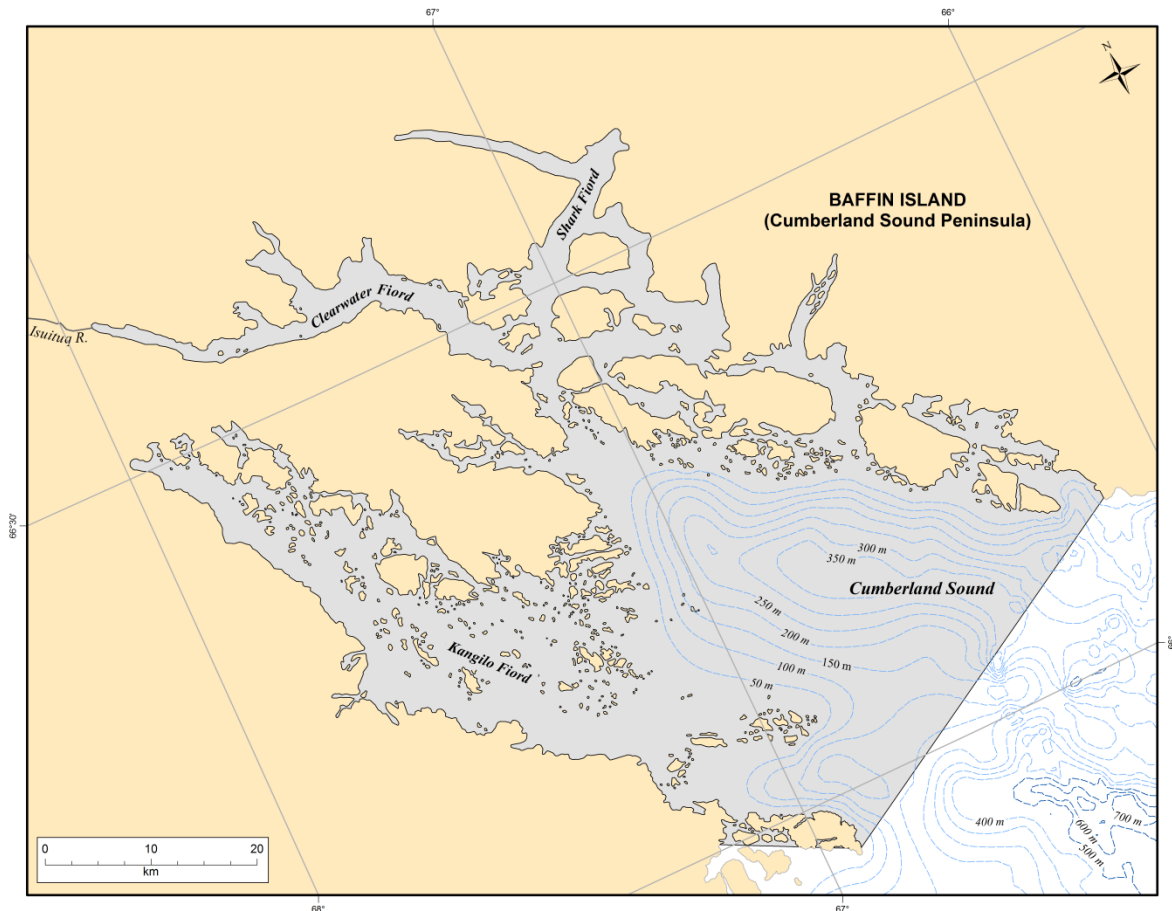 67°
66°
N
BAFFIN ISLAND
(Cumberland Sound Peninsula)
Shark Fiord
Clearwater Fiord
Isuituq R.
66°30'
300 m
350 m
Cumberland Sound
250 m
200 m
150 m
100 m
50 m
Kangilo Fiord
66°
400 m
700 m
600 m
500 m
0 10 20
km
68°
67°